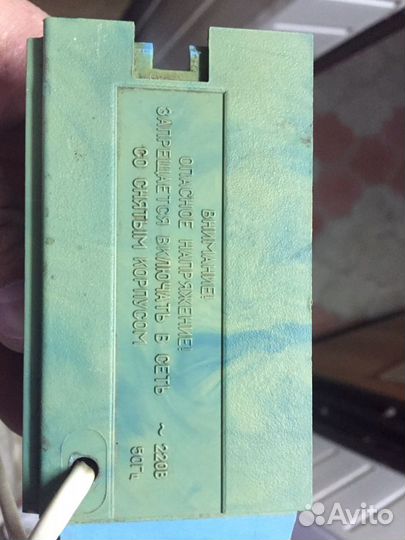 ВНИМАНИЕ!
ОПАСНОЕ НАПРЯЖЕНИЕ!
ЗАПРЕЩАЕТСЯ ВКЛЮЧАТЬ В СЕТЬ ~ 220В
СО СНЯТЫМ КОРПУСОМ 50Гц
Avito